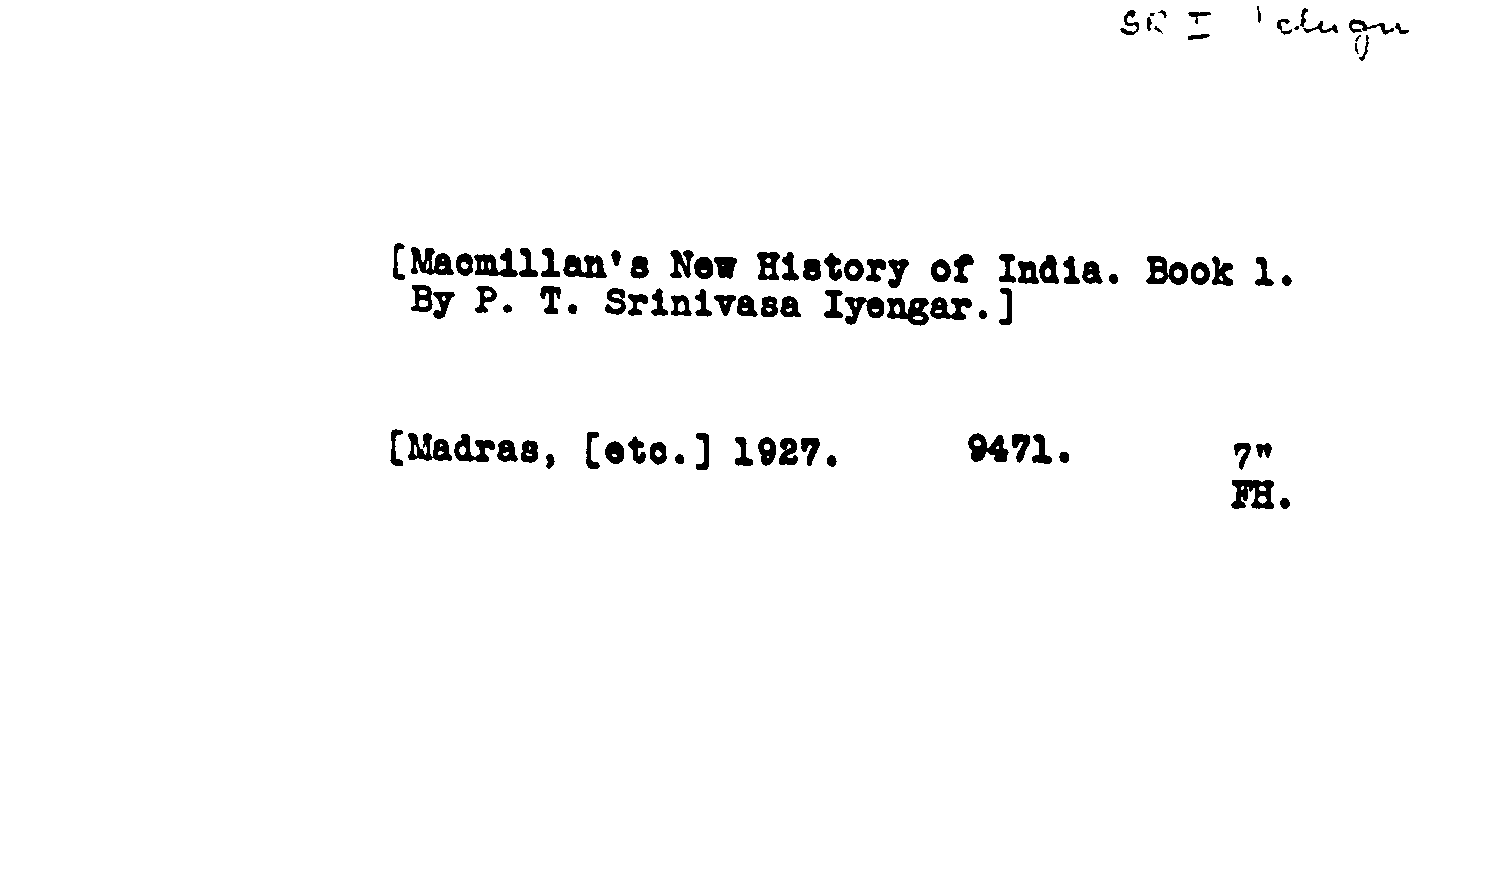 SR I Telugu
[Macmillan's New History of India. Book 1.
By P. T. Srinivasa Iyengar.]
[Madras, [etc.] 1927. 9471. 7"
FH.